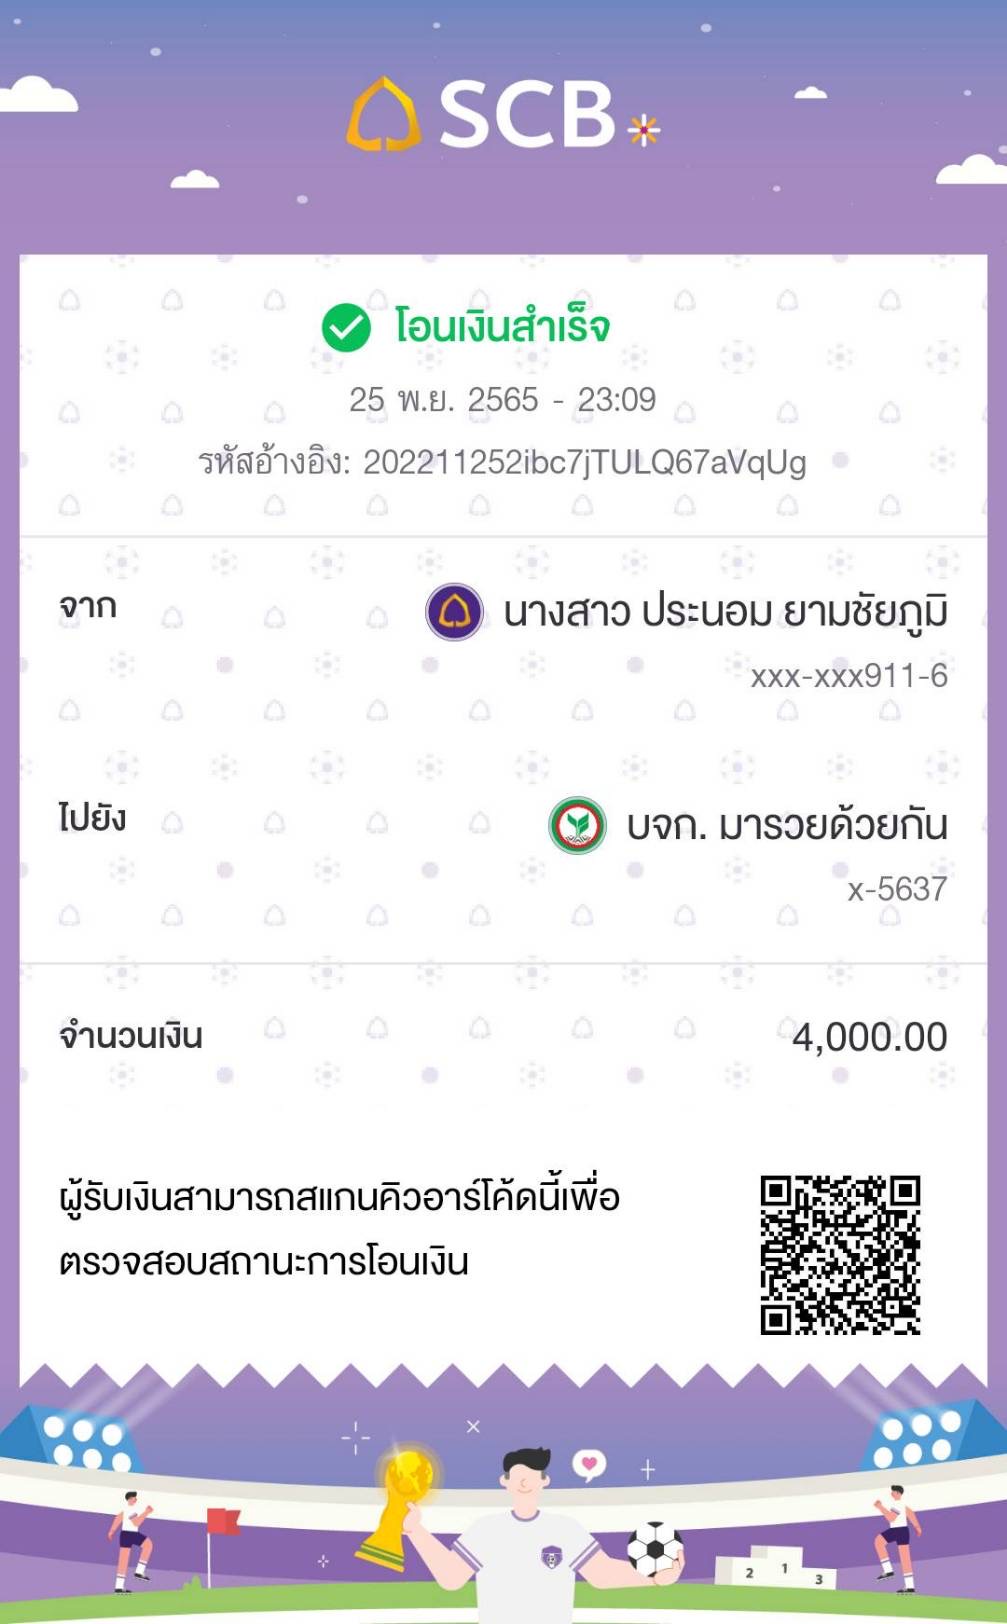 SCB
โอนเงินสำเร็จ
25 พ.ย. 2565 - 23:09
รหัสอ้างอิง: 202211252ibc7jTULQ67aVqUg
จาก
นางสาว ประนอม ยามชัยภูมิ
xxx-xxx911-6
ไปยัง
บจก. มารวยด้วยกัน
x-5637
จำนวนเงิน 4,000.00
ผู้รับเงินสามารถสแกนคิวอาร์โค้ดนี้เพื่อ
ตรวจสอบสถานะการโอนเงิน
2 1 3